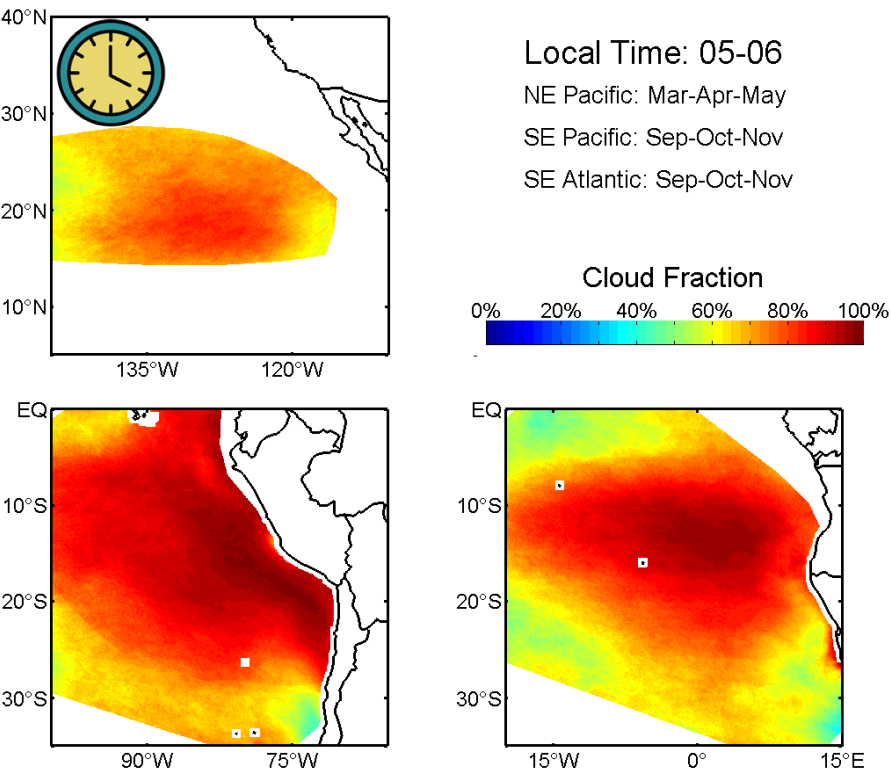 40°N
30°N
20°N
10°N
135°W 120°W
Local Time: 05-06
NE Pacific: Mar-Apr-May
SE Pacific: Sep-Oct-Nov
SE Atlantic: Sep-Oct-Nov
Cloud Fraction
0% 20% 40% 60% 80% 100%
EQ
10°S
20°S
30°S
90°W 75°W
EQ
10°S
20°S
30°S
15°W 0° 15°E